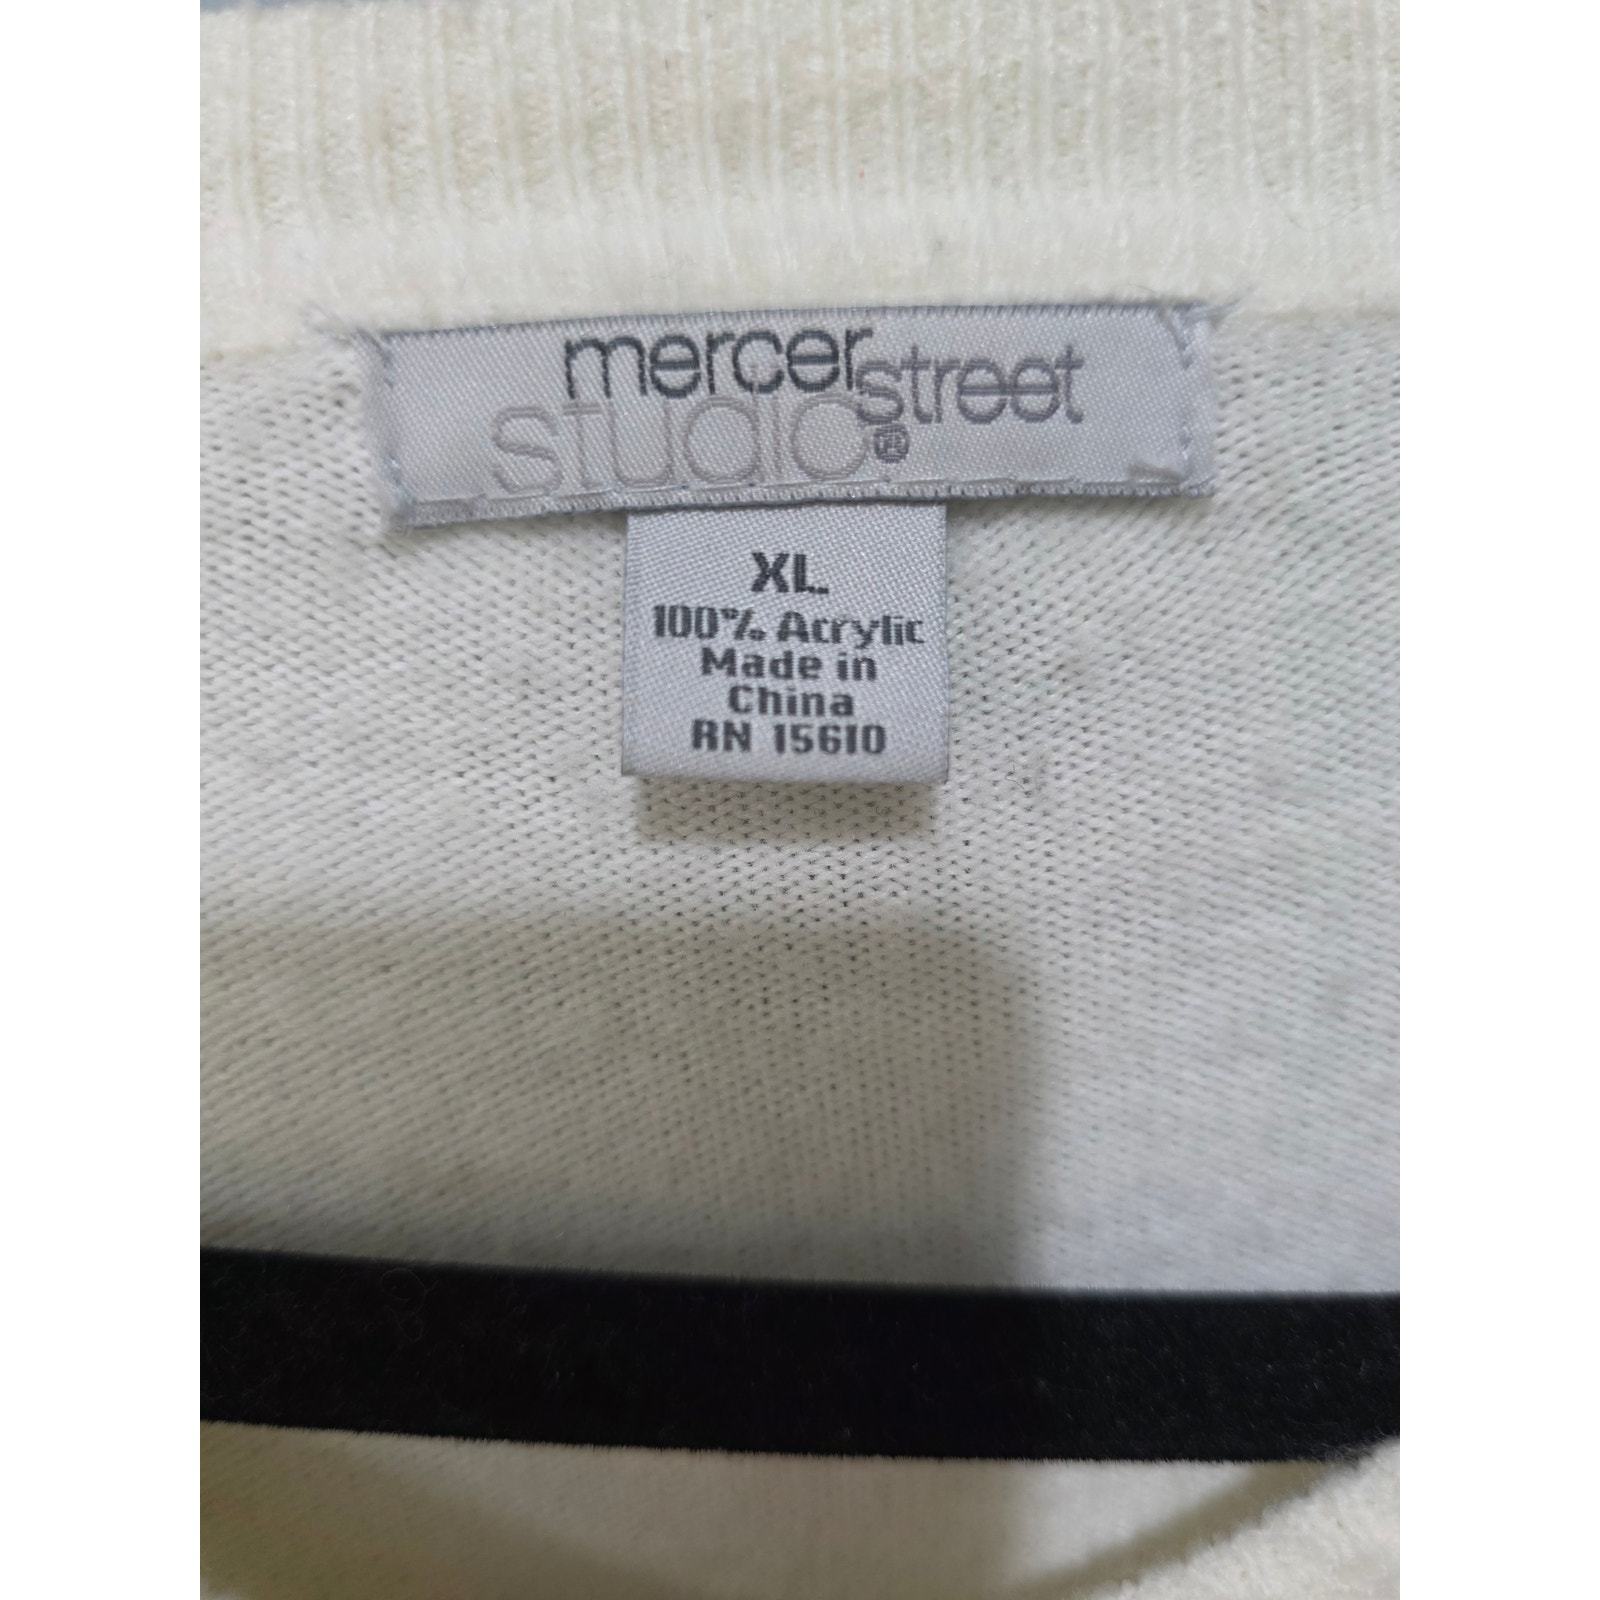 mercer street
studio®
XL
100% Acrylic
Made in
China
RN 15610